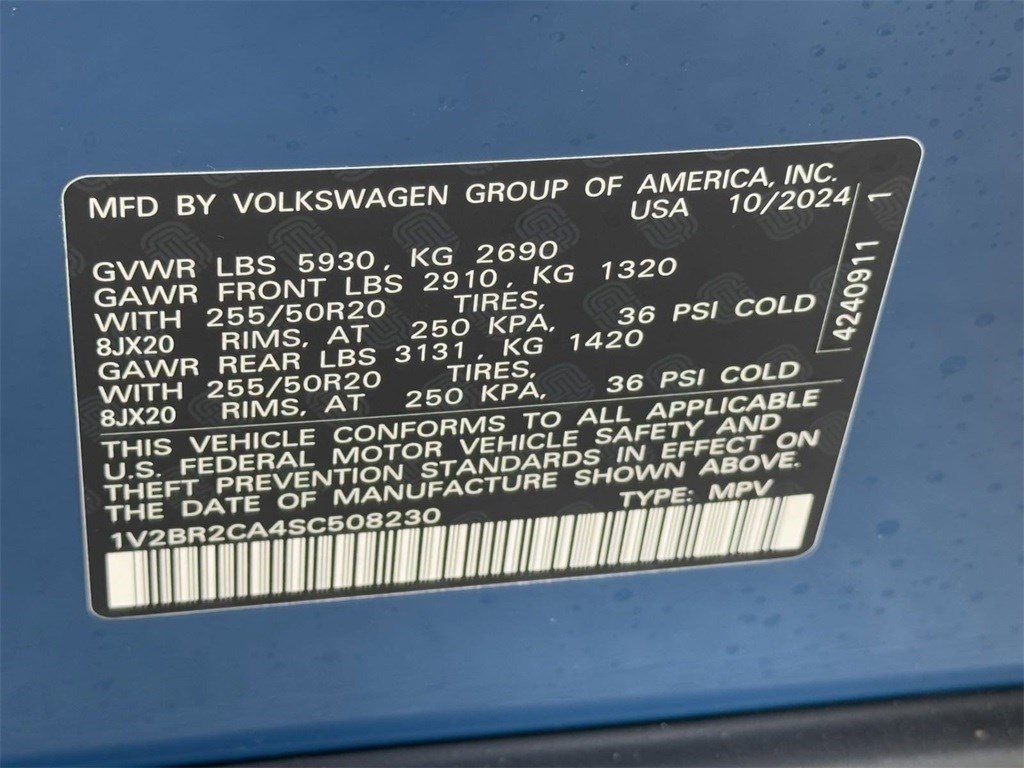 MFD BY VOLKSWAGEN GROUP OF AMERICA, INC.
USA 10/2024
GVWR LBS 5930, KG 2690
GAWR FRONT LBS 2910, KG 1320
WITH 255/50R20 TIRES,
8JX20 RIMS, AT 250 KPA, 36 PSI COLD
GAWR REAR LBS 3131, KG 1420
WITH 255/50R20 TIRES,
8JX20 RIMS, AT 250 KPA, 36 PSI COLD
4240911 1
THIS VEHICLE CONFORMS TO ALL APPLICABLE
U.S. FEDERAL MOTOR VEHICLE SAFETY AND
THEFT PREVENTION STANDARDS IN EFFECT ON
THE DATE OF MANUFACTURE SHOWN ABOVE.
1V2BR2CA4SC508230 TYPE: MPV